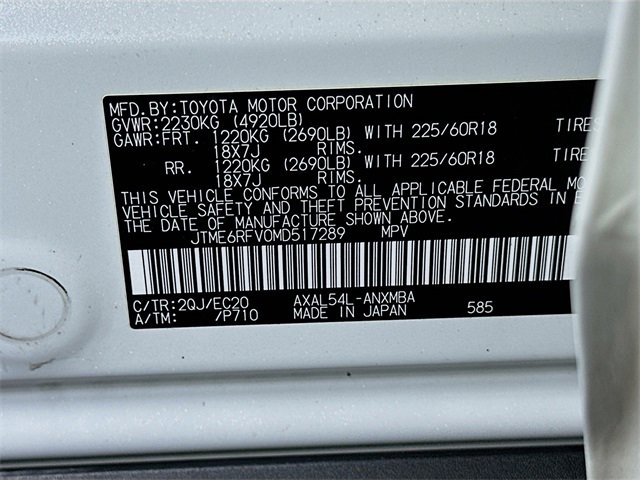 MFD.BY:TOYOTA MOTOR CORPORATION
GVWR:2230KG (4920LB)
GAWR:FRT. 1220KG (2690LB) WITH 225/60R18 TIRES
18X7J RIMS.
RR. 1220KG (2690LB) WITH 225/60R18 TIRE
18X7J RIMS.
THIS VEHICLE CONFORMS TO ALL APPLICABLE FEDERAL MO
VEHICLE SAFETY AND THEFT PREVENTION STANDARDS IN E
THE DATE OF MANUFACTURE SHOWN ABOVE.
JTME6RFV0MD517289 MPV
C/TR:2QJ/EC20 AXAL54L-ANXMBA 585
A/TM: /P710 MADE IN JAPAN